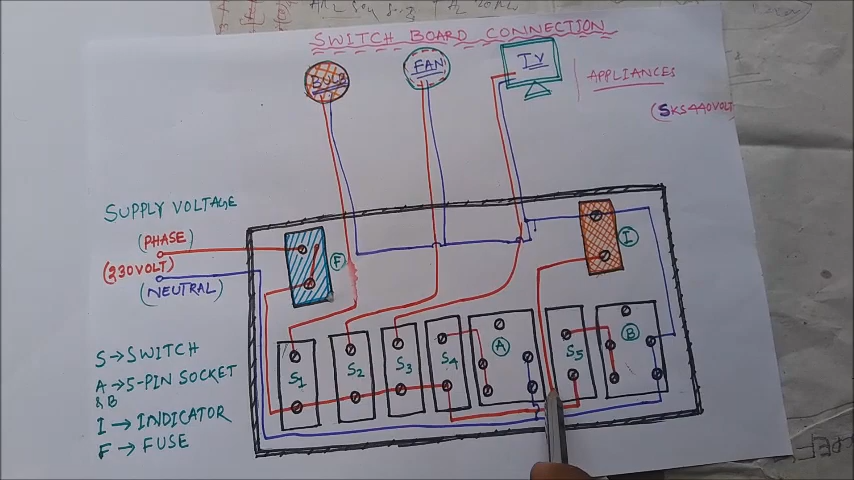 SWITCH BOARD CONNECTION
BULB
FAN
TV
APPLIANCES
(SKS440VOLT
SUPPLY VOLTAGE
(PHASE)
(230VOLT)
(NEUTRAL)
F
I
S1
S2
S3
S4
A
S5
B
S → SWITCH
A → 5-PIN SOCKET
& B
I → INDICATOR
F → FUSE